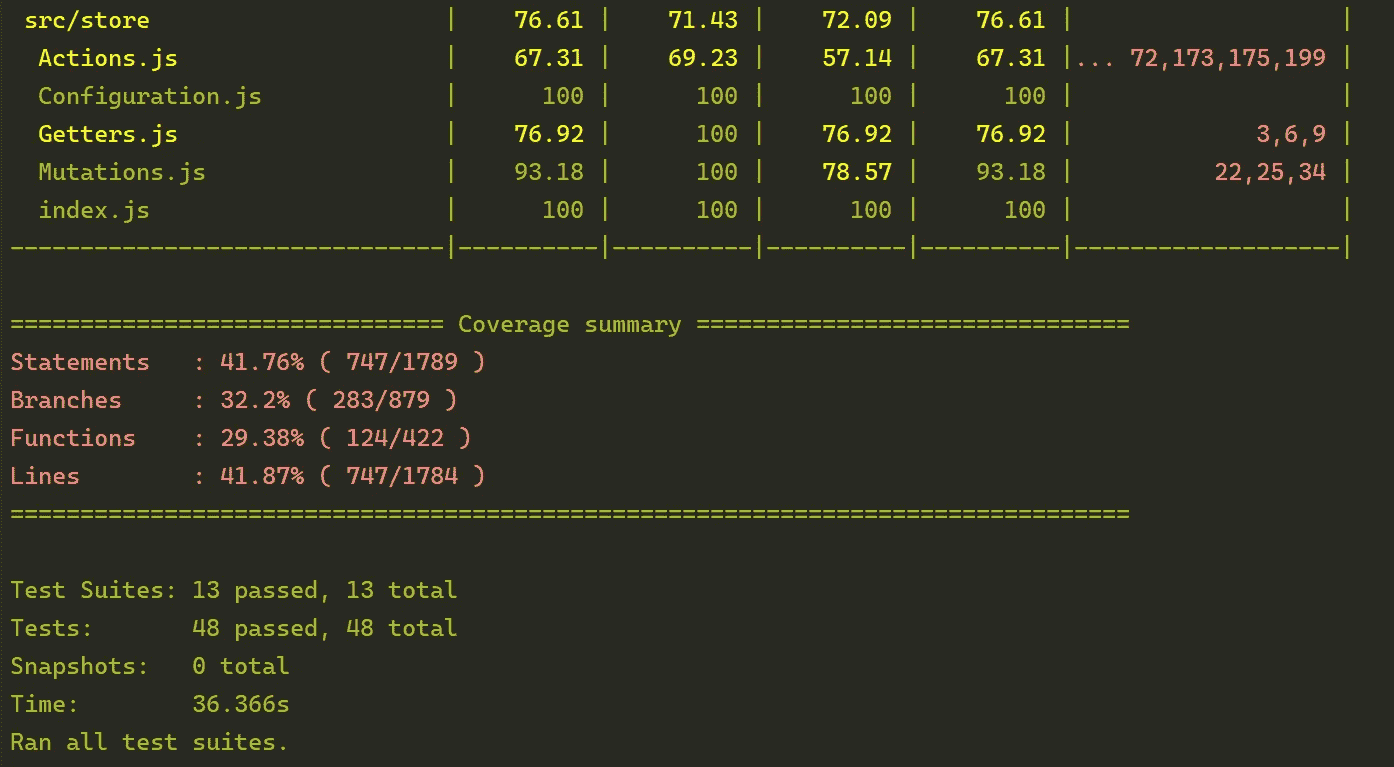 src/store | 76.61 | 71.43 | 72.09 | 76.61 | |
Actions.js | 67.31 | 69.23 | 57.14 | 67.31 |... 72,173,175,199 |
Configuration.js | 100 | 100 | 100 | 100 | |
Getters.js | 76.92 | 100 | 76.92 | 76.92 | 3,6,9 |
Mutations.js | 93.18 | 100 | 78.57 | 93.18 | 22,25,34 |
index.js | 100 | 100 | 100 | 100 | |
-------------------------------|----------|----------|----------|----------|-------------------|
=============================== Coverage summary ===============================
Statements : 41.76% ( 747/1789 )
Branches : 32.2% ( 283/879 )
Functions : 29.38% ( 124/422 )
Lines : 41.87% ( 747/1784 )
================================================================================
Test Suites: 13 passed, 13 total
Tests: 48 passed, 48 total
Snapshots: 0 total
Time: 36.366s
Ran all test suites.